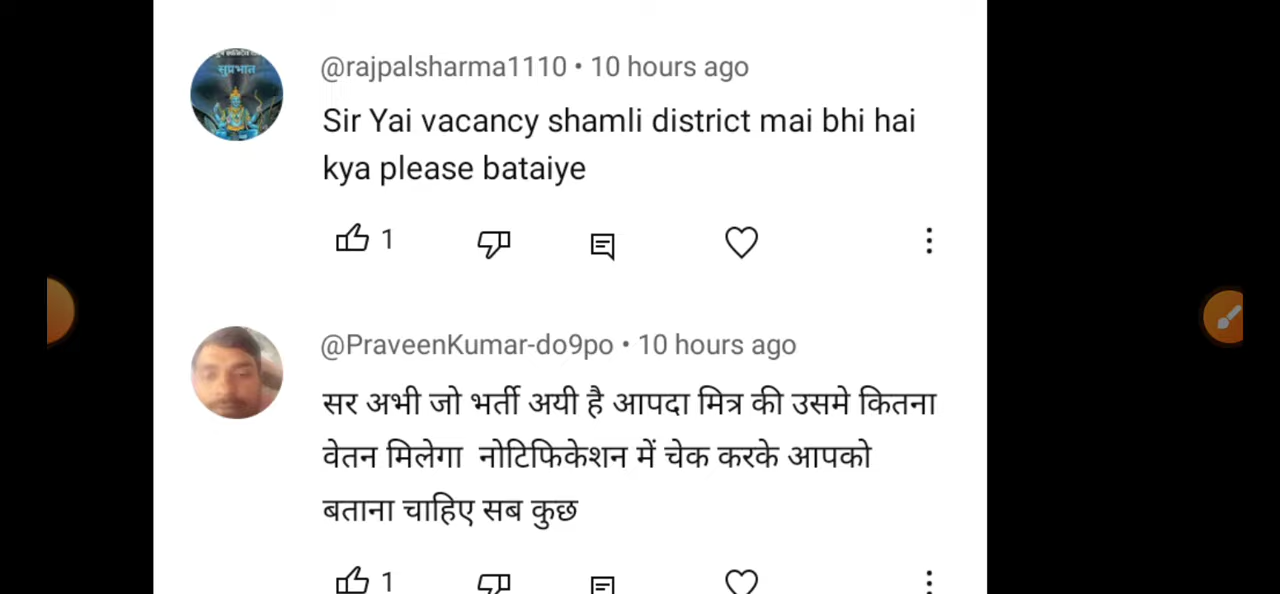 सुप्रभात
@rajpalsharma1110 • 10 hours ago
Sir Yai vacancy shamli district mai bhi hai
kya please bataiye
1
@PraveenKumar-do9po • 10 hours ago
सर अभी जो भर्ती अयी है आपदा मित्र की उसमे कितना
वेतन मिलेगा नोटिफिकेशन में चेक करके आपको
बताना चाहिए सब कुछ
1